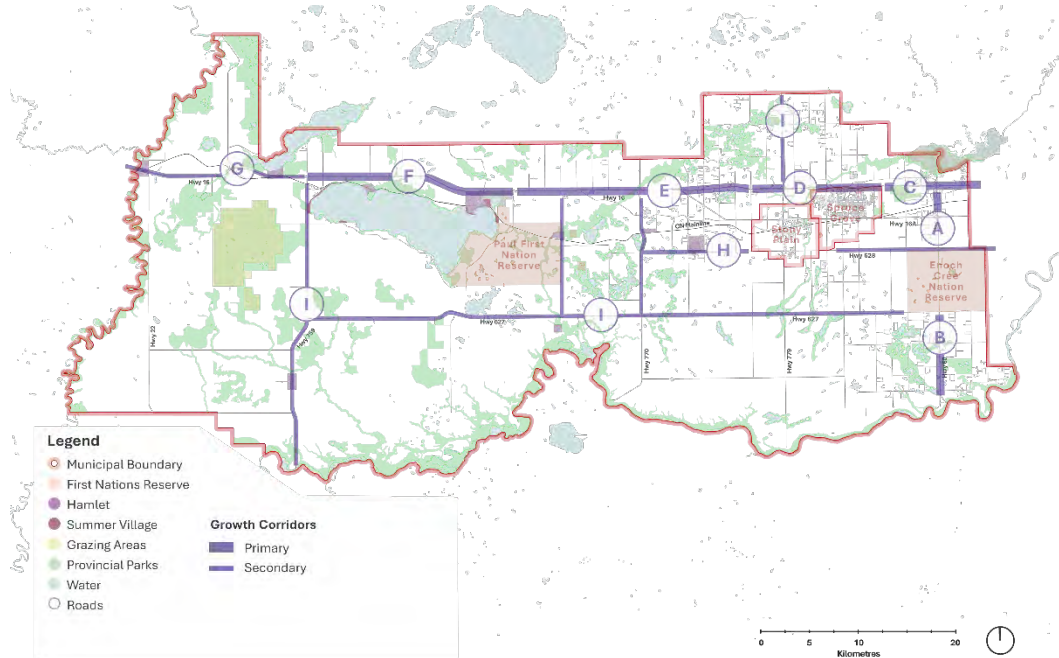 I
G
F
E
D
C
A
Hwy 16
Hwy 16
Spruce
Grove
Stony
Plain
CN Mainline
Hwy 16A
Paul First
Nation
Reserve
H
Hwy 628
Enoch
Cree
Nation
Reserve
I
I
Hwy 627
Hwy 627
B
Hwy 22
Hwy 759
Hwy 770
Hwy 779
Legend
Municipal Boundary
First Nations Reserve
Hamlet
Summer Village
Grazing Areas
Provincial Parks
Water
Roads
Growth Corridors
Primary
Secondary
0 5 10 20
Kilometres